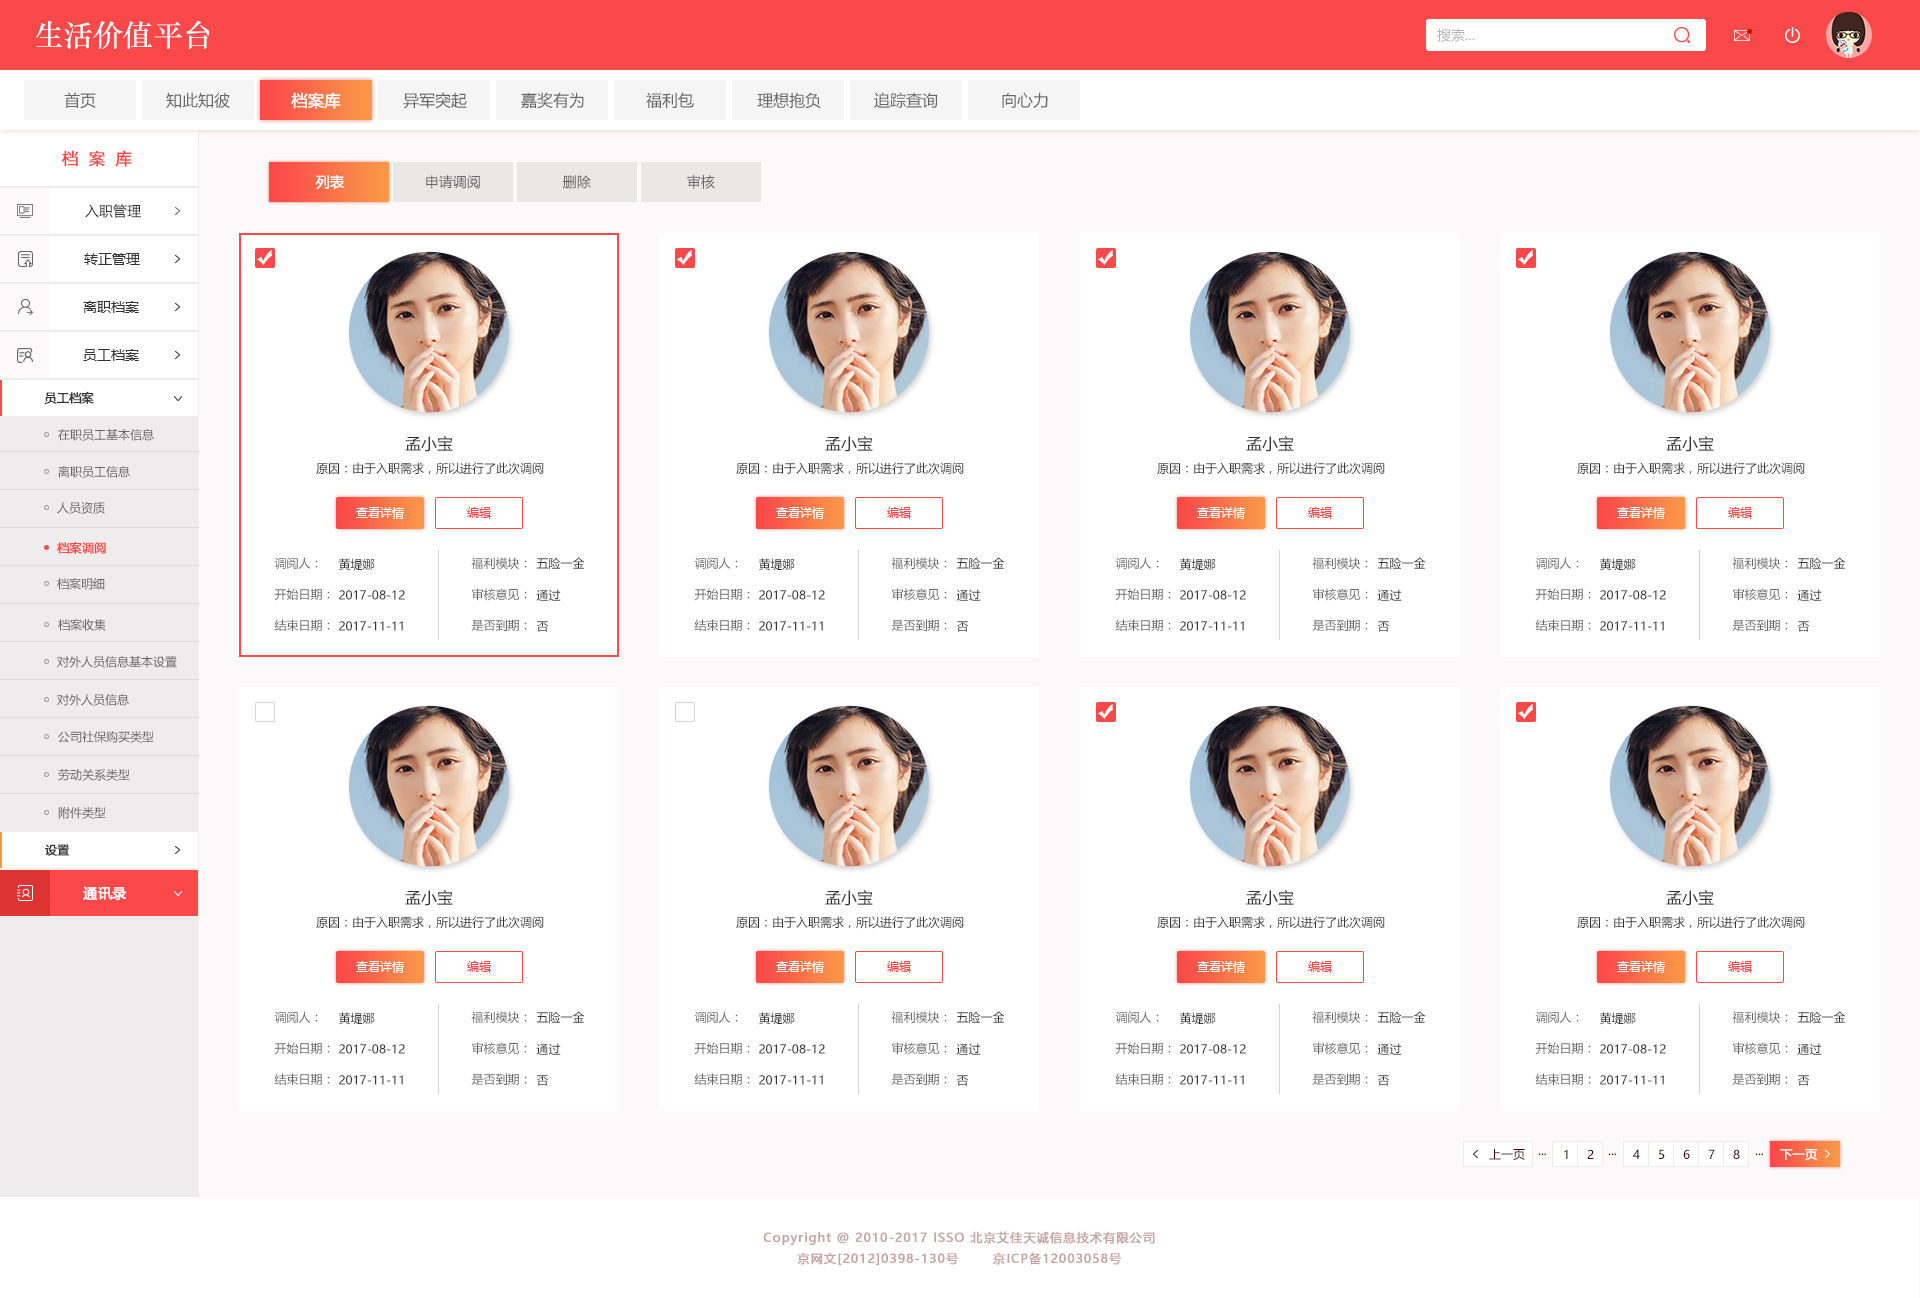 生活价值平台
搜索...
首页 知此知彼 档案库 异军突起 嘉奖有为 福利包 理想抱负 追踪查询 向心力
档案库
入职管理
转正管理
离职档案
员工档案
员工档案
在职员工基本信息
离职员工信息
人员资质
档案调阅
档案明细
档案收集
对外人员信息基本设置
对外人员信息
公司社保购买类型
劳动关系类型
附件类型
设置
通讯录
列表 申请调阅 删除 审核
孟小宝 孟小宝 孟小宝 孟小宝
原因：由于入职需求，所以进行了此次调阅 原因：由于入职需求，所以进行了此次调阅 原因：由于入职需求，所以进行了此次调阅 原因：由于入职需求，所以进行了此次调阅
查看详情 编辑 查看详情 编辑 查看详情 编辑 查看详情 编辑
调阅人： 黄堤娜 福利模块： 五险一金 调阅人： 黄堤娜 福利模块： 五险一金 调阅人： 黄堤娜 福利模块： 五险一金 调阅人： 黄堤娜 福利模块： 五险一金
开始日期： 2017-08-12 审核意见： 通过 开始日期： 2017-08-12 审核意见： 通过 开始日期： 2017-08-12 审核意见： 通过 开始日期： 2017-08-12 审核意见： 通过
结束日期： 2017-11-11 是否到期： 否 结束日期： 2017-11-11 是否到期： 否 结束日期： 2017-11-11 是否到期： 否 结束日期： 2017-11-11 是否到期： 否
孟小宝 孟小宝 孟小宝 孟小宝
原因：由于入职需求，所以进行了此次调阅 原因：由于入职需求，所以进行了此次调阅 原因：由于入职需求，所以进行了此次调阅 原因：由于入职需求，所以进行了此次调阅
查看详情 编辑 查看详情 编辑 查看详情 编辑 查看详情 编辑
调阅人： 黄堤娜 福利模块： 五险一金 调阅人： 黄堤娜 福利模块： 五险一金 调阅人： 黄堤娜 福利模块： 五险一金 调阅人： 黄堤娜 福利模块： 五险一金
开始日期： 2017-08-12 审核意见： 通过 开始日期： 2017-08-12 审核意见： 通过 开始日期： 2017-08-12 审核意见： 通过 开始日期： 2017-08-12 审核意见： 通过
结束日期： 2017-11-11 是否到期： 否 结束日期： 2017-11-11 是否到期： 否 结束日期： 2017-11-11 是否到期： 否 结束日期： 2017-11-11 是否到期： 否
< 上一页 ... 1 2 ... 4 5 6 7 8 ... 下一页 >
Copyright @ 2010-2017 ISSO 北京艾佳天诚信息技术有限公司
京网文[2012]0398-130号 京ICP备12003058号